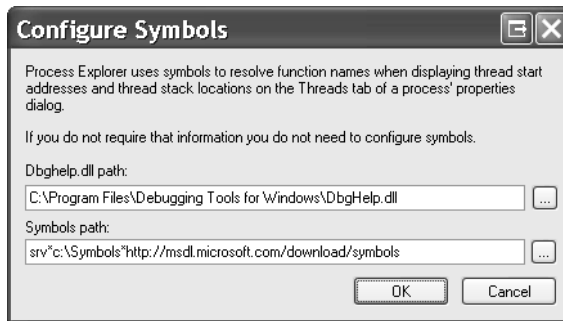 Configure Symbols
Process Explorer uses symbols to resolve function names when displaying thread start
addresses and thread stack locations on the Threads tab of a process' properties
dialog.
If you do not require that information you do not need to configure symbols.
Dbghelp.dll path:
C:\Program Files\Debugging Tools for Windows\DbgHelp.dll
...
Symbols path:
srv*c:\Symbols*http://msdl.microsoft.com/download/symbols
...
OK
Cancel